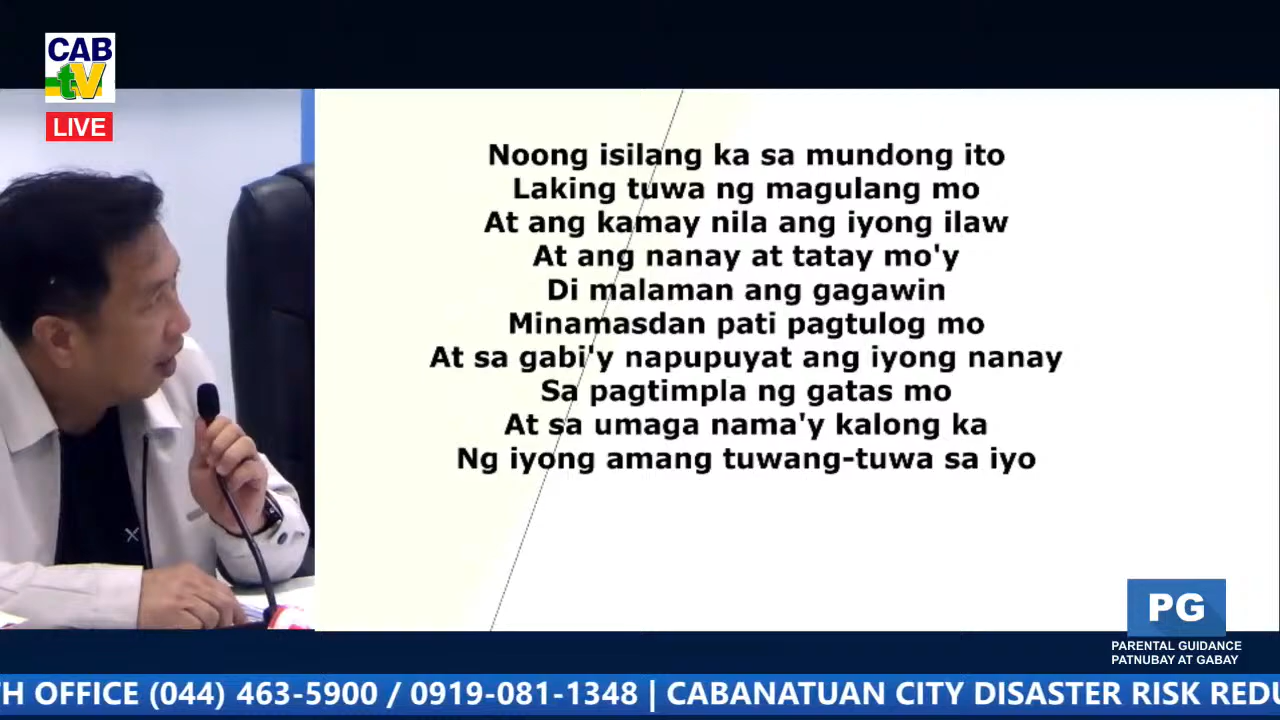 CAB
tV
LIVE
Noong isilang ka sa mundong ito
Laking tuwa ng magulang mo
At ang kamay nila ang iyong ilaw
At ang nanay at tatay mo'y
Di malaman ang gagawin
Minamasdan pati pagtulog mo
At sa gabi'y napupuyat ang iyong nanay
Sa pagtimpla ng gatas mo
At sa umaga nama'y kalong ka
Ng iyong amang tuwang-tuwa sa iyo
PG
PARENTAL GUIDANCE
PATNUBAY AT GABAY
TH OFFICE (044) 463-5900 / 0919-081-1348 | CABANATUAN CITY DISASTER RISK REDU